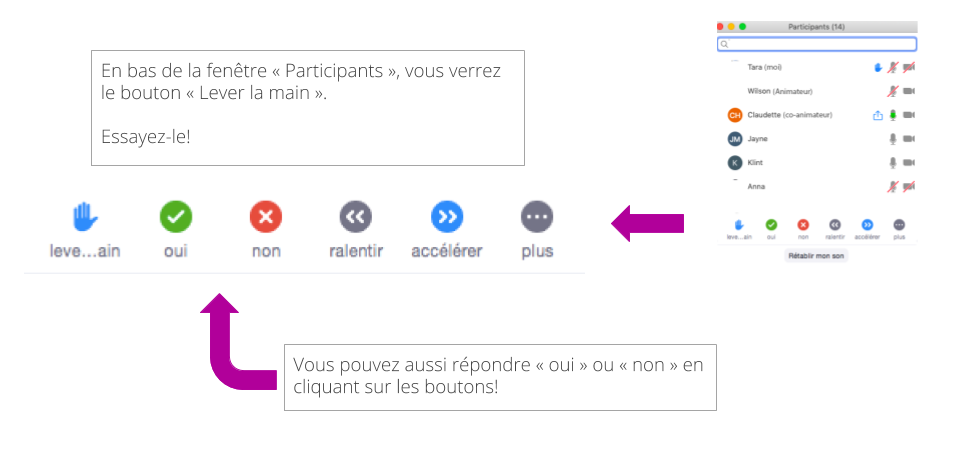 En bas de la fenêtre « Participants », vous verrez
le bouton « Lever la main ».
Essayez-le!
leve…ain oui non ralentir accélérer plus
Vous pouvez aussi répondre « oui » ou « non » en
cliquant sur les boutons!
Participants (14)
Tara (moi)
Wilson (Animateur)
CH Claudette (co-animateur)
JM Jayne
K Klint
Anna
leve…ain oui non ralentir accélérer plus
Rétablir mon son